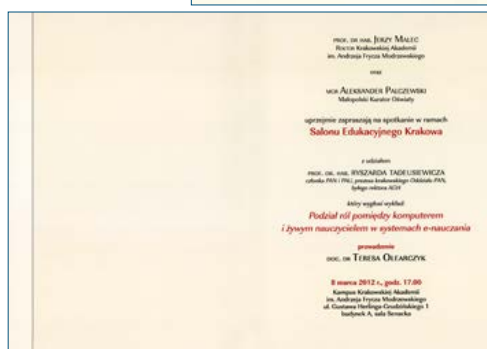 PROF. DR HAB. JERZY MALEC
Rektor Krakowskiej Akademii
im. Andrzeja Frycza Modrzewskiego
oraz
MGR ALEKSANDER PALCZEWSKI
Małopolski Kurator Oświaty
uprzejmie zapraszają na spotkanie w ramach
Salonu Edukacyjnego Krakowa
z udziałem
PROF. DR. HAB. RYSZARDA TADEUSIEWICZA
członka PAN i PAU, prezesa krakowskiego Oddziału PAN,
byłego rektora AGH
który wygłosi wykład
Podział ról pomiędzy komputerem
i żywym nauczycielem w systemach e-nauczania
prowadzenie
DOC. DR TERESA OLEARCZYK
8 marca 2012 r., godz. 17.00
Kampus Krakowskiej Akademii
im. Andrzeja Frycza Modrzewskiego
ul. Gustawa Herlinga-Grudzińskiego 1
budynek A, sala Senacka